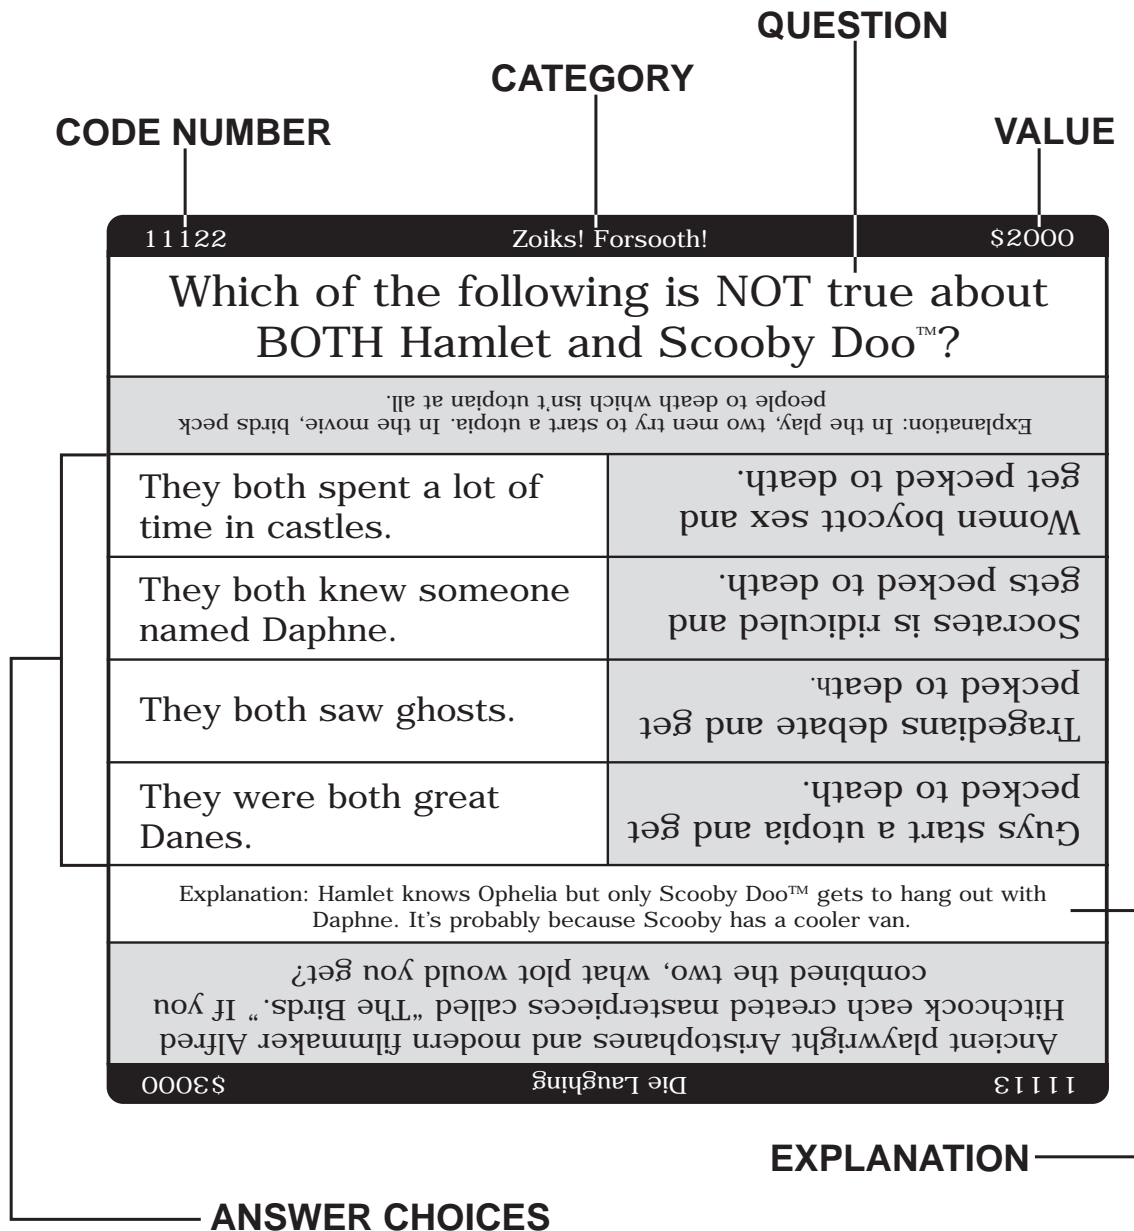 QUESTION
CATEGORY
CODE NUMBER
VALUE
11122 Zoiks! Forsooth! $2000
Which of the following is NOT true about
BOTH Hamlet and Scooby Doo™?
Explanation: In the play, two men try to start a utopia. In the movie, birds peck
people to death which isn't utopian at all.
They both spent a lot of
time in castles.
Women boycott sex and
get pecked to death.
They both knew someone
named Daphne.
Socrates is ridiculed and
gets pecked to death.
They both saw ghosts.
Tragedians debate and get
pecked to death.
They were both great
Danes.
Guys start a utopia and get
pecked to death.
Explanation: Hamlet knows Ophelia but only Scooby Doo™ gets to hang out with
Daphne. It's probably because Scooby has a cooler van.
Ancient playwright Aristophanes and modern filmmaker Alfred
Hitchcock each created masterpieces called "The Birds." If you
combined the two, what plot would you get?
11113 Die Laughing $3000
EXPLANATION
ANSWER CHOICES